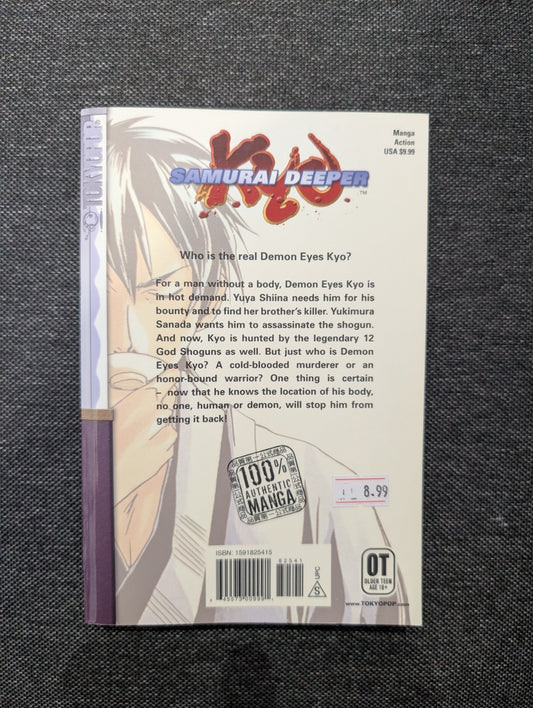 TOKYOPOP
Manga
Action
USA $9.99
KYO
SAMURAI DEEPER
™
Who is the real Demon Eyes Kyo?
For a man without a body, Demon Eyes Kyo is
in hot demand. Yuya Shiina needs him for his
bounty and to find her brother's killer. Yukimura
Sanada wants him to assassinate the shogun.
And now, Kyo is hunted by the legendary 12
God Shoguns as well. But just who is Demon
Eyes Kyo? A cold-blooded murderer or an
honor-bound warrior? One thing is certain
– now that he knows the location of his body,
no one, human or demon, will stop him from
getting it back!
100%
AUTHENTIC
MANGA
8.99
ISBN: 1591825415
82541
UPC
S
OT
OLDER TEEN
AGE 16+
www.TOKYOPOP.com